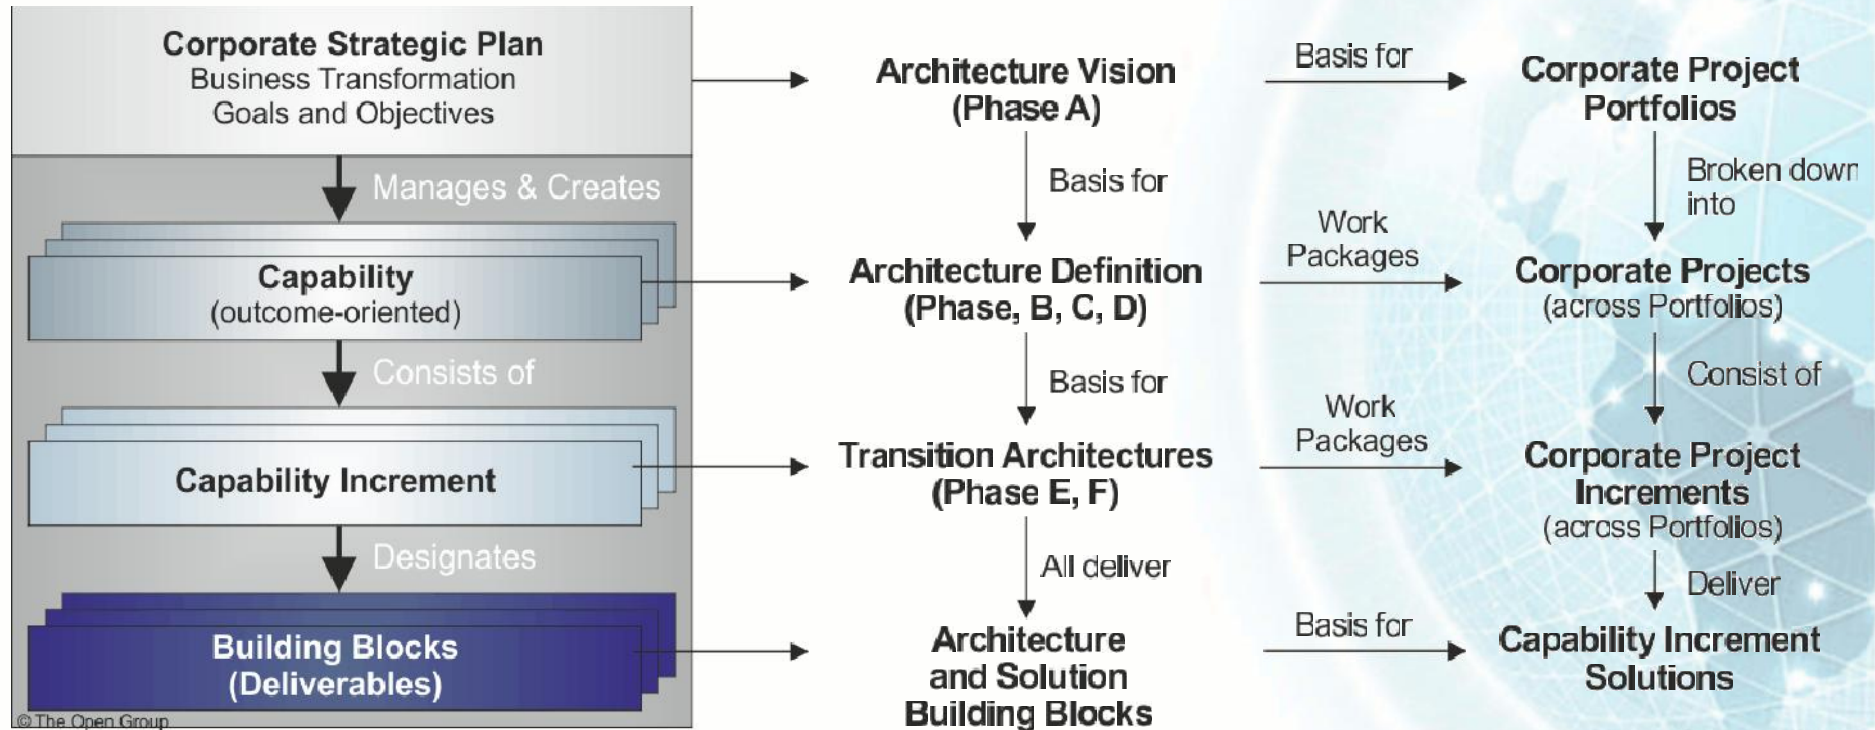 Corporate Strategic Plan
Business Transformation
Goals and Objectives
Manages & Creates
Capability
(outcome-oriented)
Consists of
Capability Increment
Designates
Building Blocks
(Deliverables)
© The Open Group
Architecture Vision
(Phase A)
Basis for
Architecture Definition
(Phase, B, C, D)
Basis for
Transition Architectures
(Phase E, F)
All deliver
Architecture
and Solution
Building Blocks
Basis for
Work
Packages
Work
Packages
Basis for
Corporate Project
Portfolios
Broken down
into
Corporate Projects
(across Portfolios)
Consist of
Corporate Project
Increments
(across Portfolios)
Deliver
Capability Increment
Solutions